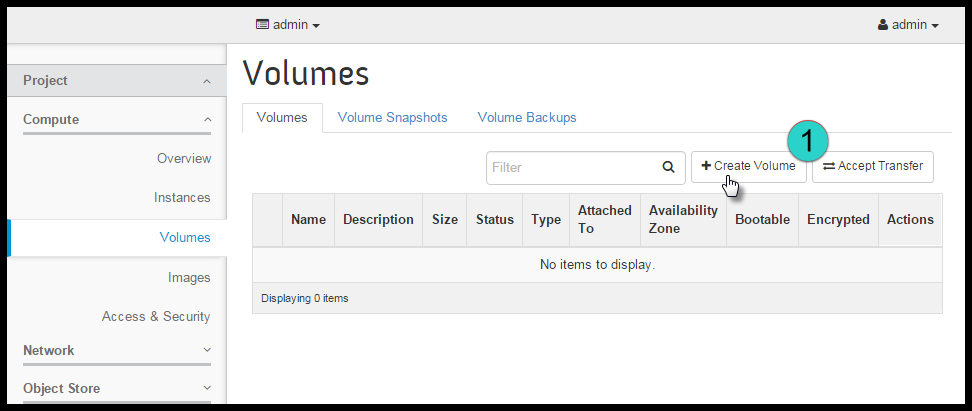 admin admin
Project
Compute
Overview
Instances
Volumes
Images
Access & Security
Network
Object Store
Volumes
Volumes Volume Snapshots Volume Backups
1
Filter Create Volume Accept Transfer
Name Description Size Status Type Attached To Availability Zone Bootable Encrypted Actions
No items to display.
Displaying 0 items